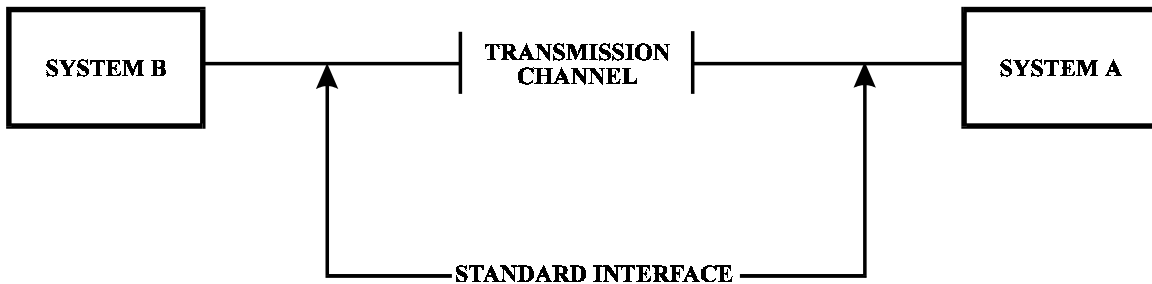 SYSTEM B
TRANSMISSION
CHANNEL
SYSTEM A
STANDARD INTERFACE